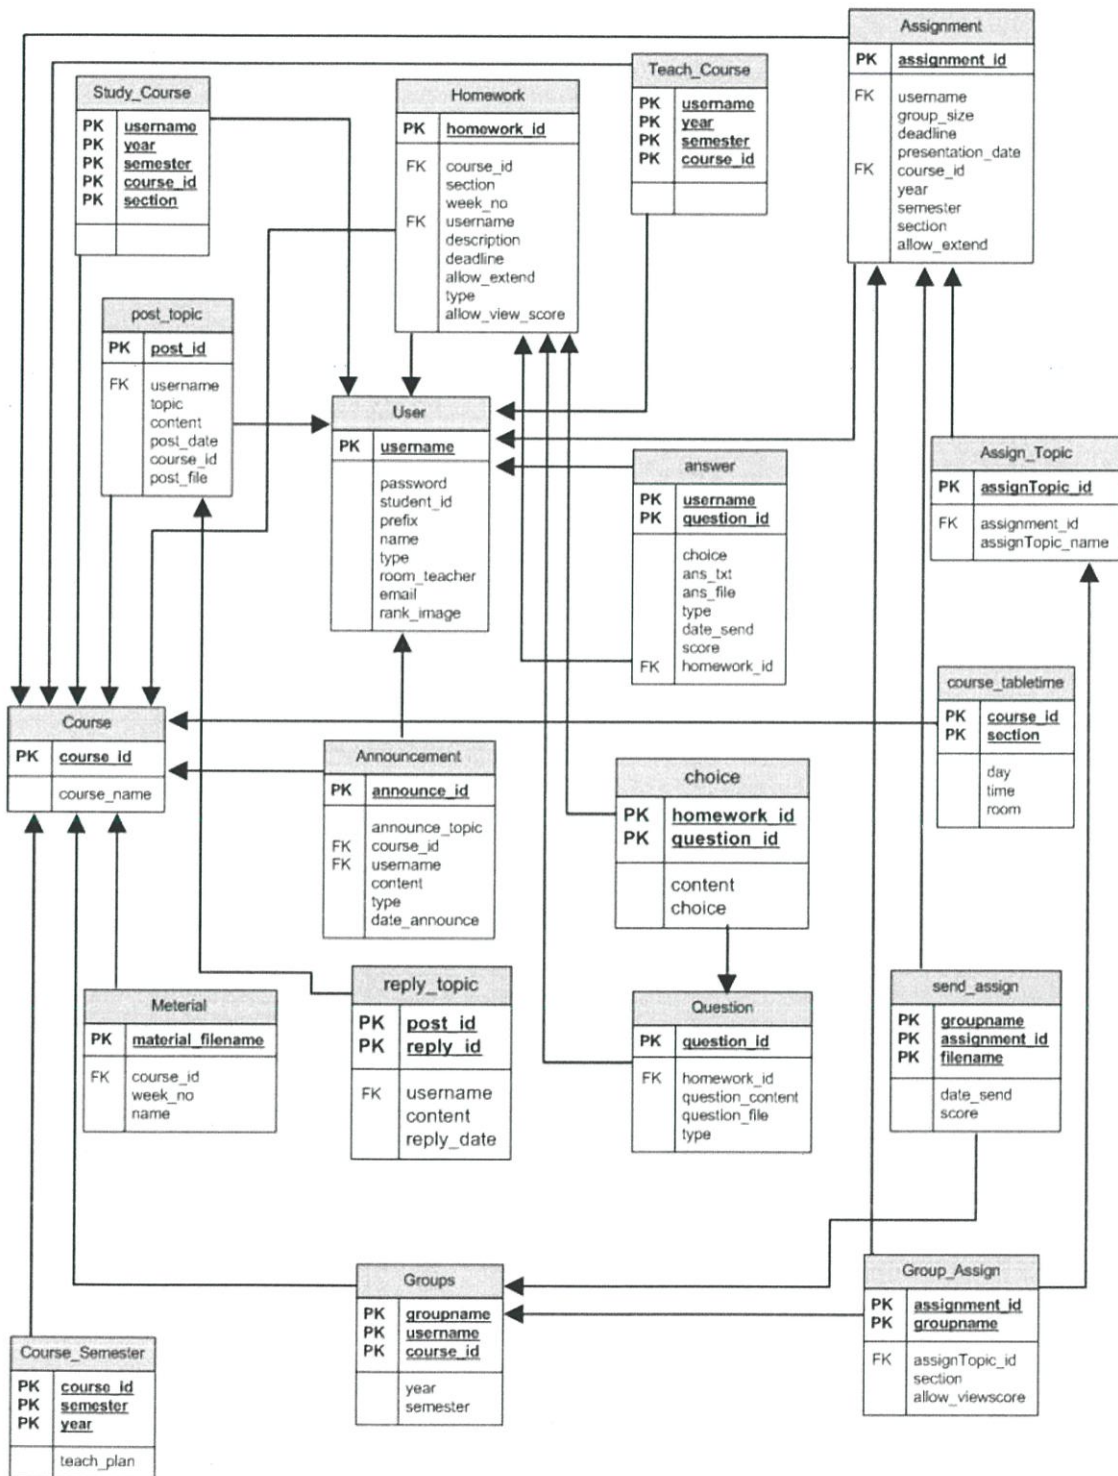 Assignment
PK assignment_id
FK username
group_size
deadline
presentation_date
FK course_id
year
semester
section
allow_extend
Study_Course
PK username
PK year
PK semester
PK course_id
PK section
Homework
PK homework_id
FK course_id
section
week_no
FK username
description
deadline
allow_extend
type
allow_view_score
Teach_Course
PK username
PK year
PK semester
PK course_id
post_topic
PK post_id
FK username
topic
content
post_date
course_id
post_file
User
PK username
password
student_id
prefix
name
type
room_teacher
email
rank_image
answer
PK username
PK question_id
choice
ans_txt
ans_file
type
date_send
score
FK homework_id
Assign_Topic
PK assignTopic_id
FK assignment_id
assignTopic_name
Course
PK course_id
course_name
Announcement
PK announce_id
announce_topic
FK course_id
FK username
content
type
date_announce
choice
PK homework_id
PK question_id
content
choice
course_tabletime
PK course_id
PK section
day
time
room
Meterial
PK material_filename
FK course_id
week_no
name
reply_topic
PK post_id
PK reply_id
FK username
content
reply_date
Question
PK question_id
FK homework_id
question_content
question_file
type
send_assign
PK groupname
PK assignment_id
PK filename
date_send
score
Groups
PK groupname
PK username
PK course_id
year
semester
Group_Assign
PK assignment_id
PK groupname
FK assignTopic_id
section
allow_viewscore
Course_Semester
PK course_id
PK semester
PK year
teach_plan